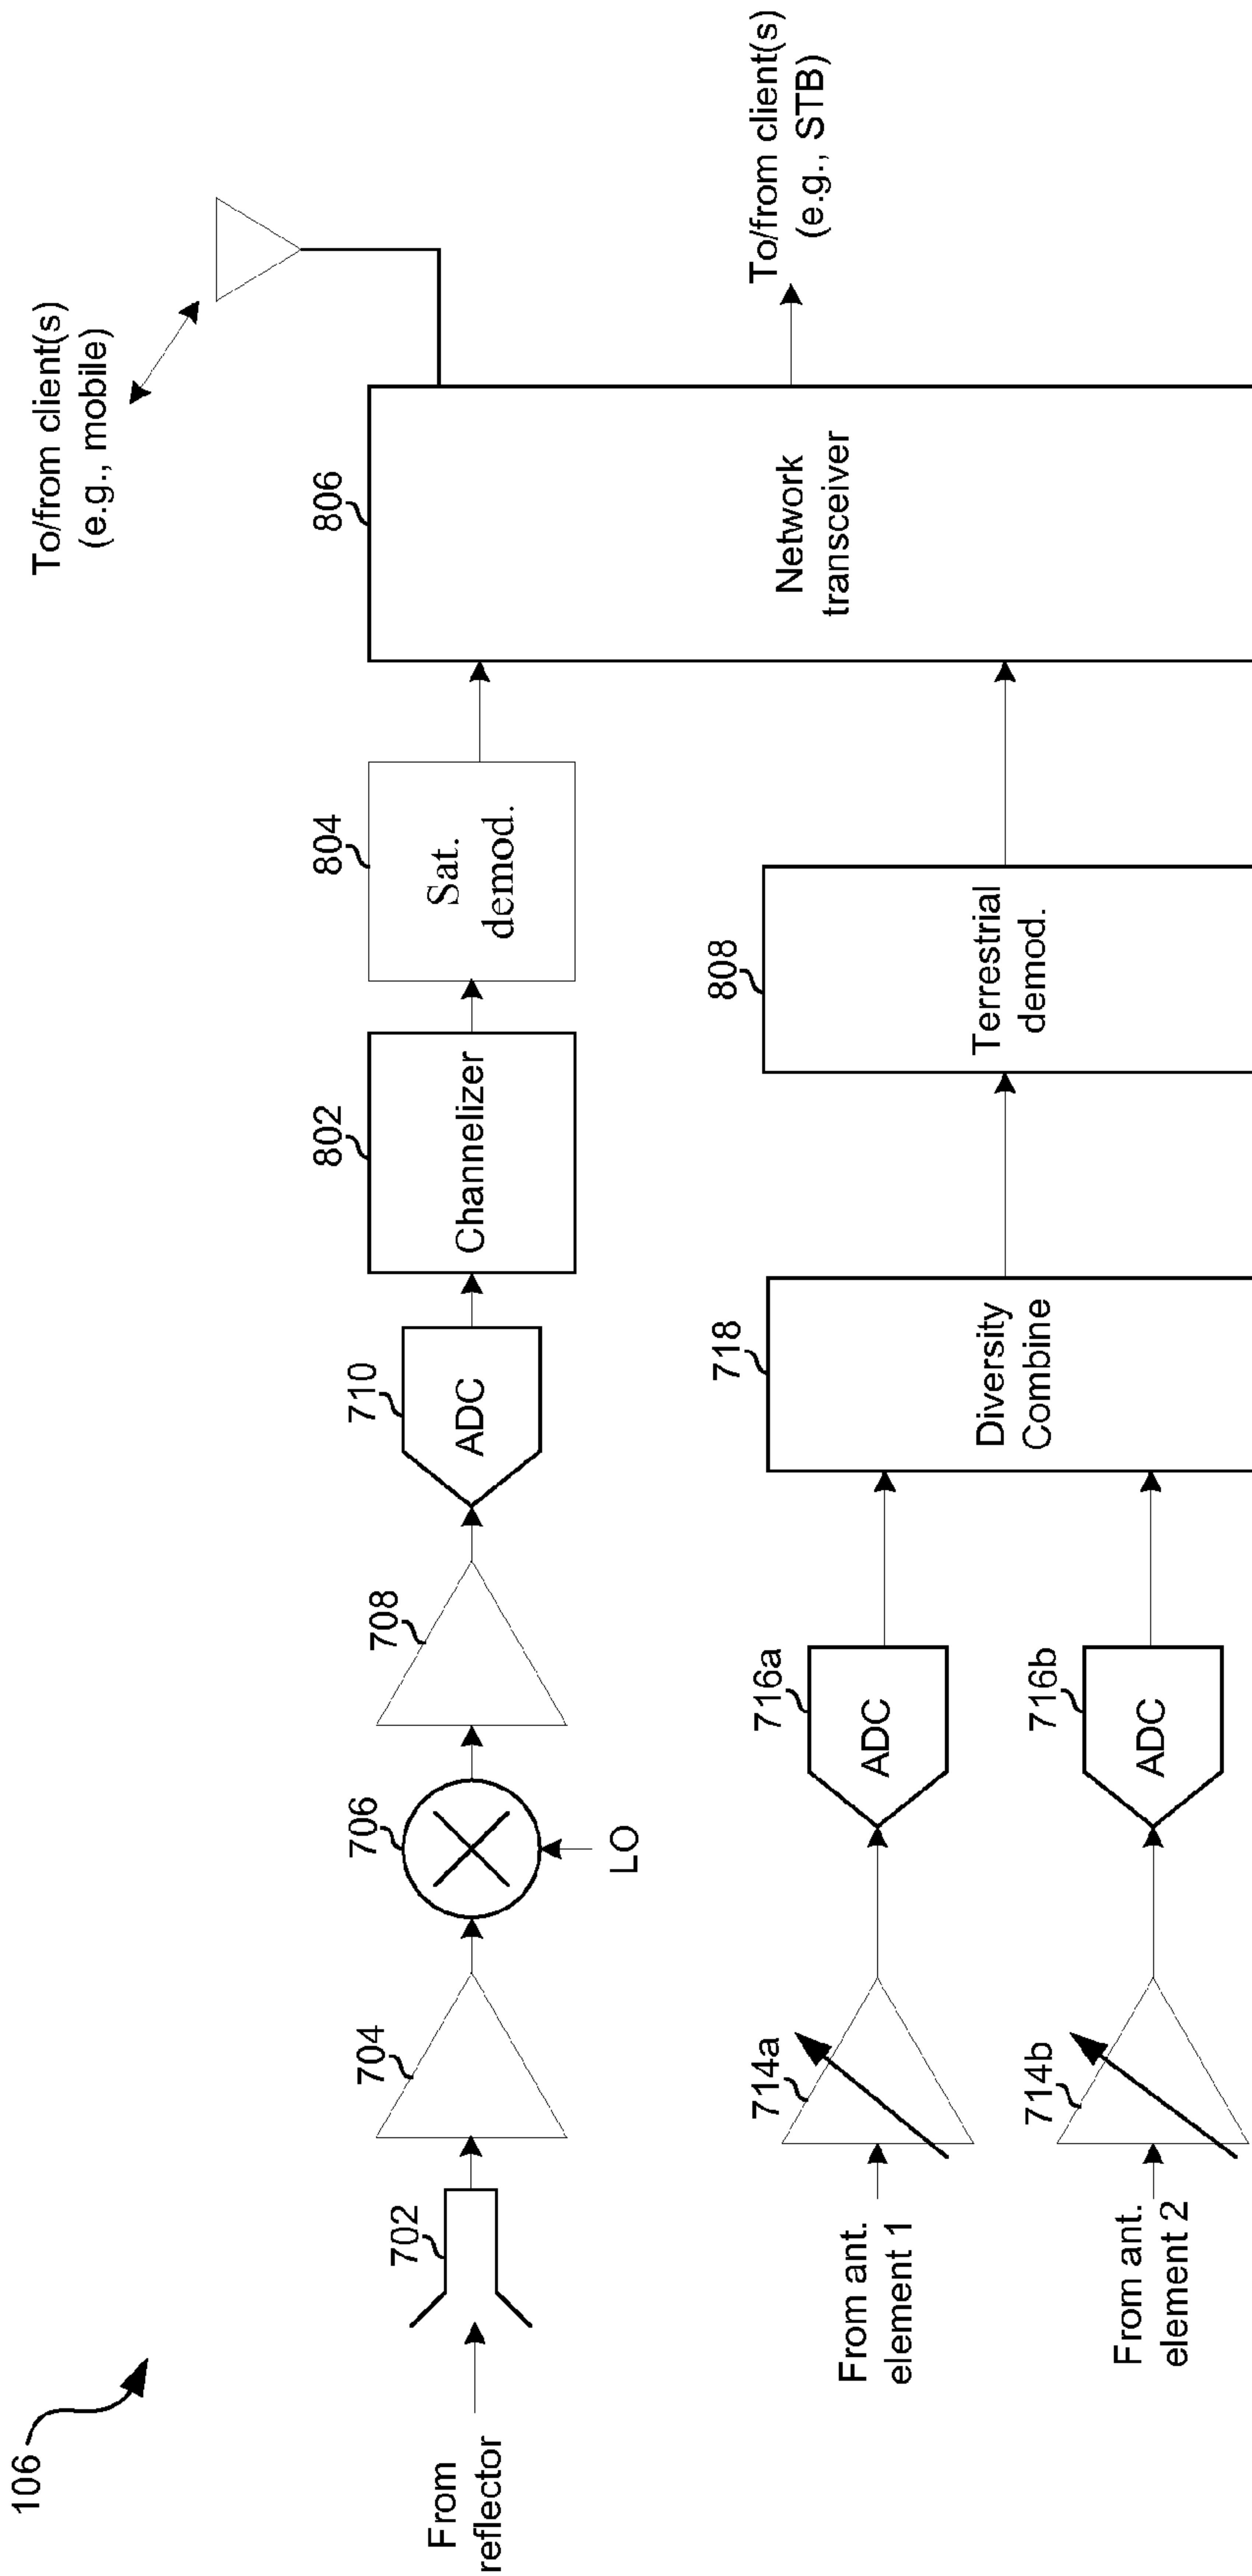 106
To/from client(s)
(e.g., mobile)
From
reflector
702
704
706
LO
708
710
ADC
802
Channelizer
804
Sat.
demod.
806
Network
transceiver
To/from client(s)
(e.g., STB)
From ant.
element 1
714a
716a
ADC
From ant.
element 2
714b
716b
ADC
718
Diversity
Combine
808
Terrestrial
demod.